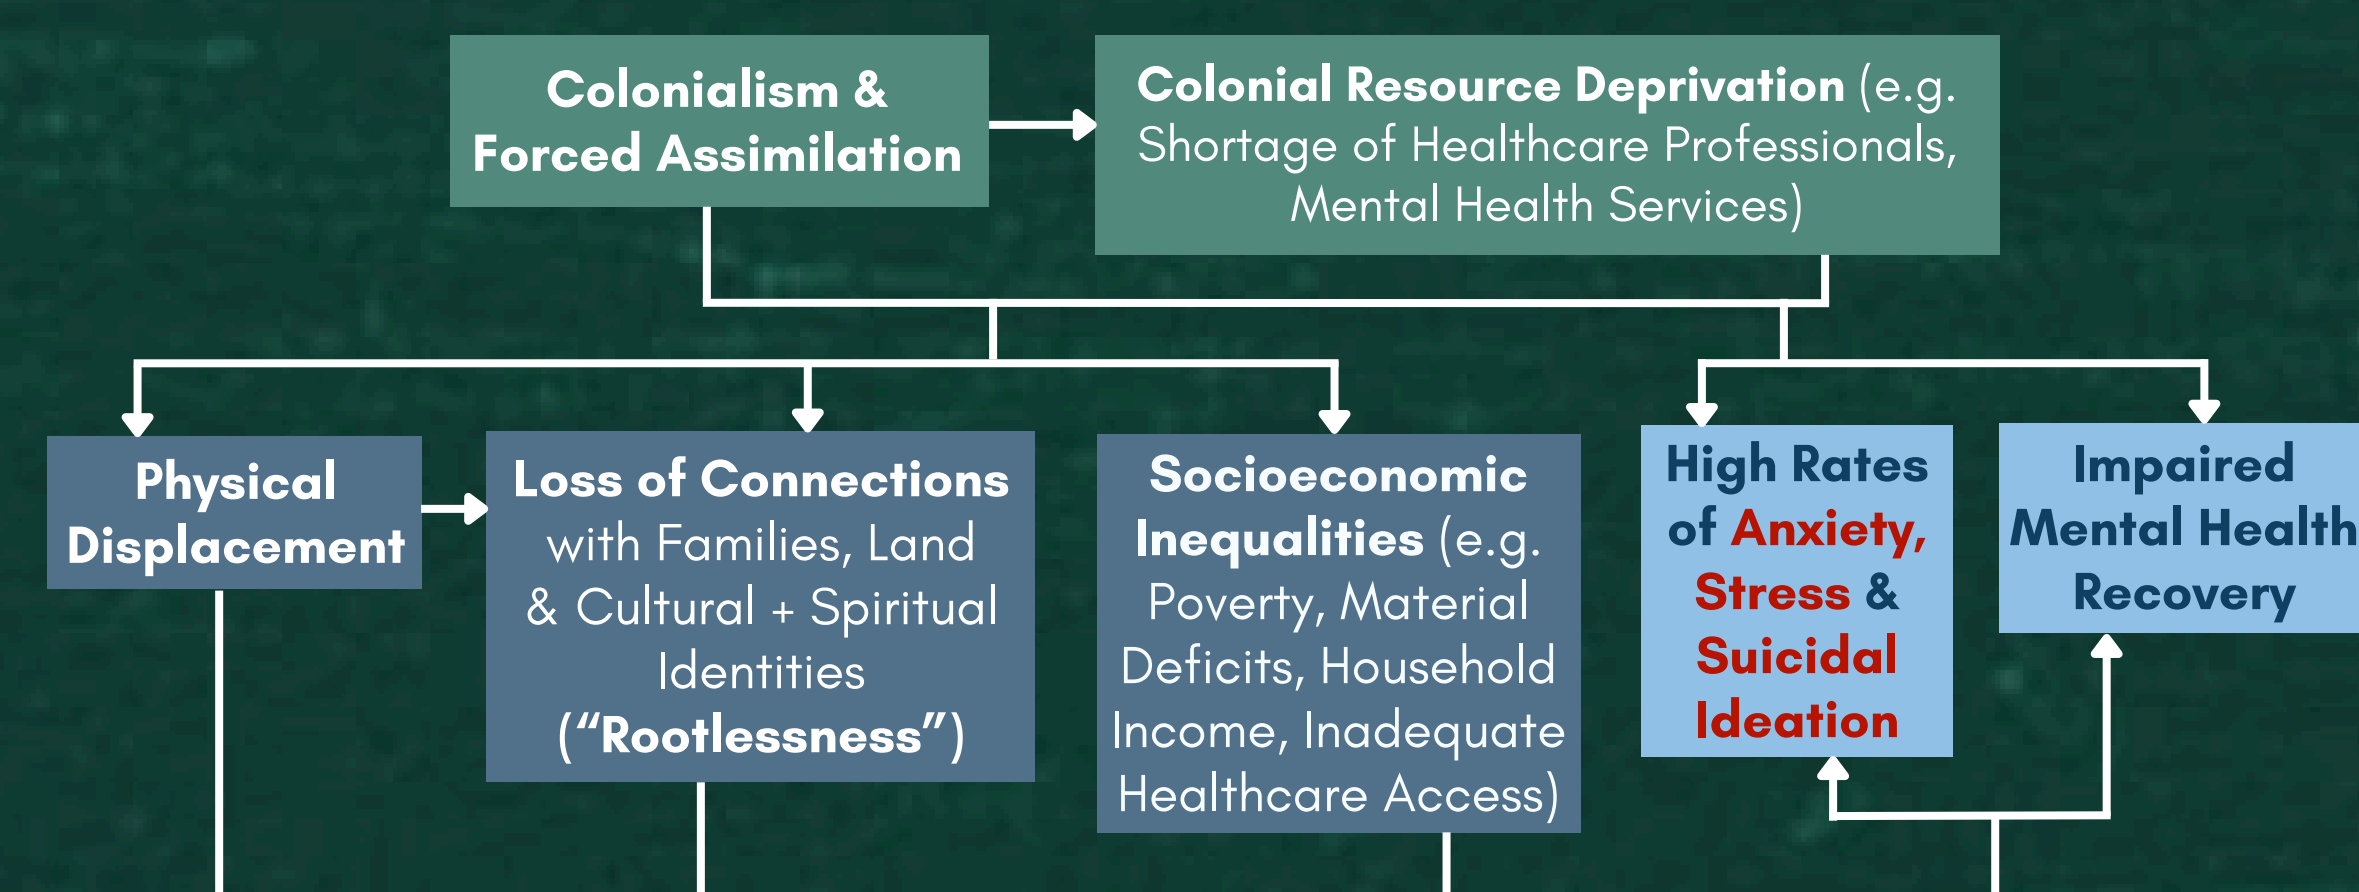 Colonialism &
Forced Assimilation
Colonial Resource Deprivation (e.g.
Shortage of Healthcare Professionals,
Mental Health Services)
Physical
Displacement
Loss of Connections
with Families, Land
& Cultural + Spiritual
Identities
(“Rootlessness”)
Socioeconomic
Inequalities (e.g.
Poverty, Material
Deficits, Household
Income, Inadequate
Healthcare Access)
High Rates
of Anxiety,
Stress &
Suicidal
Ideation
Impaired
Mental Health
Recovery